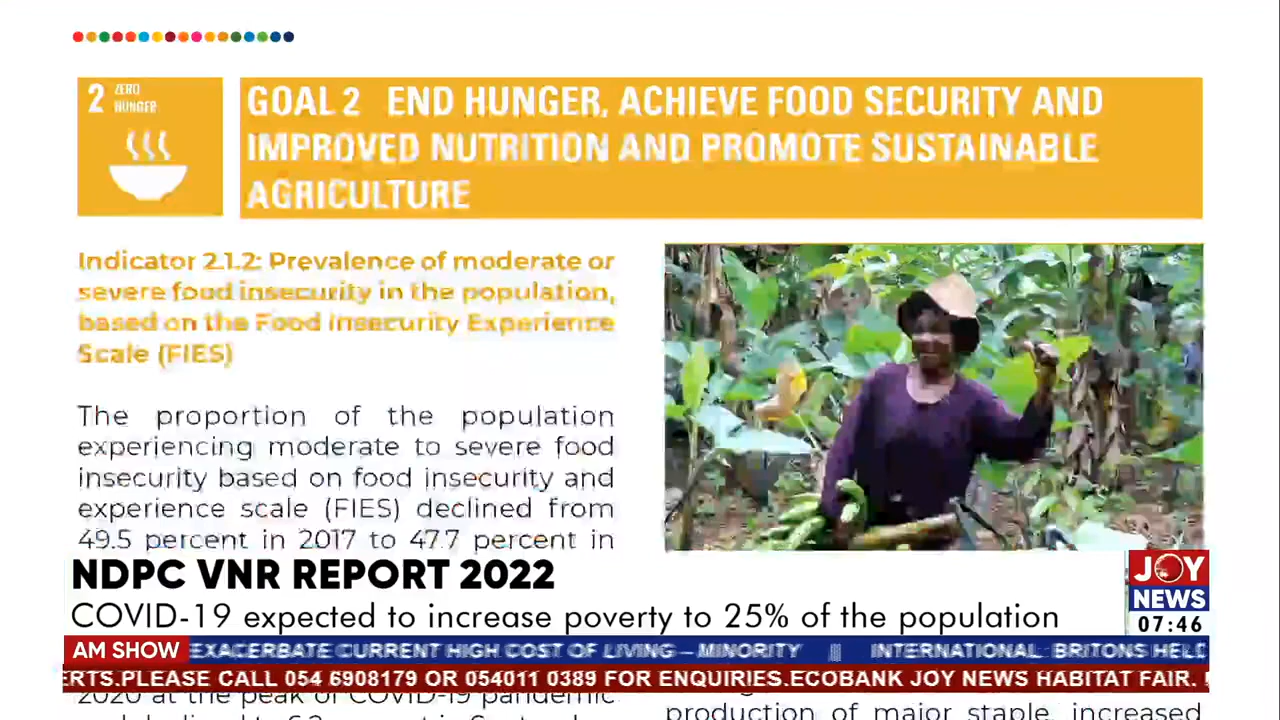 2 ZERO
HUNGER
GOAL 2 END HUNGER, ACHIEVE FOOD SECURITY AND
IMPROVED NUTRITION AND PROMOTE SUSTAINABLE
AGRICULTURE
Indicator 2.1.2: Prevalence of moderate or
severe food insecurity in the population,
based on the Food Insecurity Experience
Scale (FIES)
The proportion of the population
experiencing moderate to severe food
insecurity based on food insecurity and
experience scale (FIES) declined from
49.5 percent in 2017 to 47.7 percent in
NDPC VNR REPORT 2022
COVID-19 expected to increase poverty to 25% of the population
JOY
NEWS
07:46
AM SHOW EXACERBATE CURRENT HIGH COST OF LIVING – MINORITY INTERNATIONAL: BRITONS HELD
ERTS.PLEASE CALL 054 6908179 OR 054011 0389 FOR ENQUIRIES.ECOBANK JOY NEWS HABITAT FAIR.
2020 at the peak of COVID-19 pandemic
production of major staple, increased